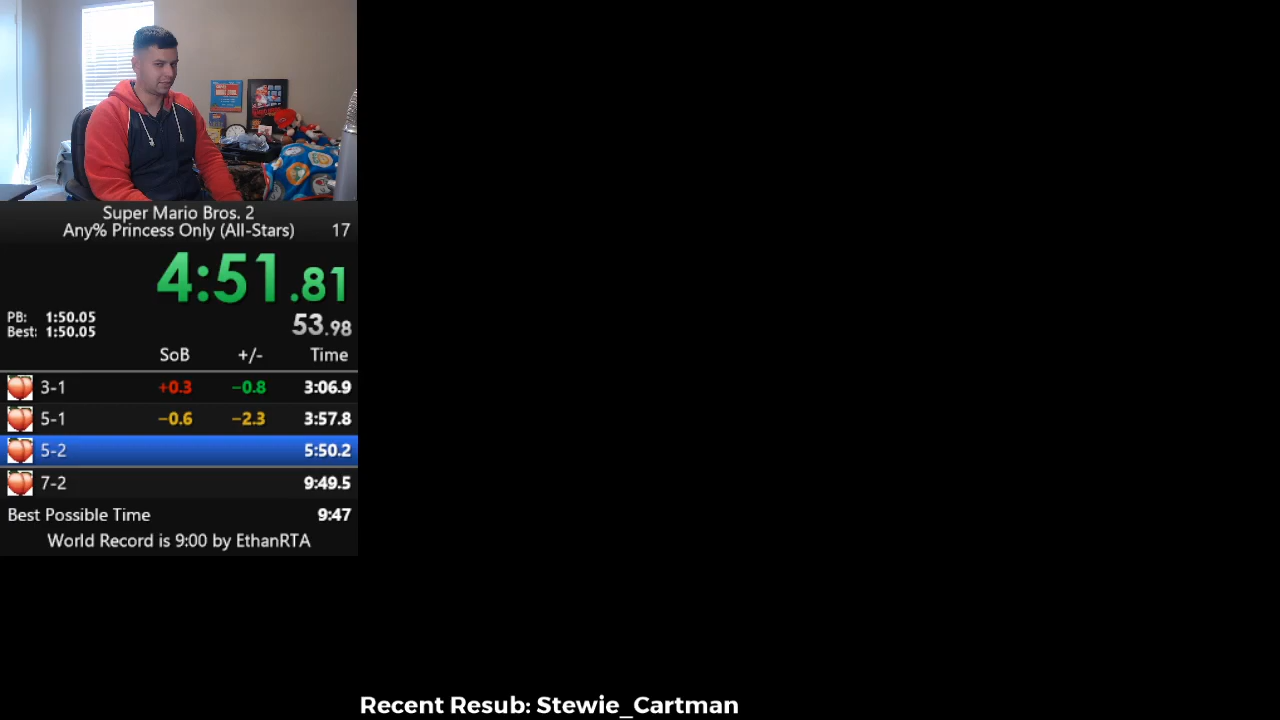 Super Mario Bros. 2
Any% Princess Only (All-Stars) 17
4:51.81
PB: 1:50.05
Best: 1:50.05
53.98
SoB +/- Time
3-1 +0.3 −0.8 3:06.9
5-1 −0.6 −2.3 3:57.8
5-2 5:50.2
7-2 9:49.5
Best Possible Time 9:47
World Record is 9:00 by EthanRTA
Recent Resub: Stewie_Cartman